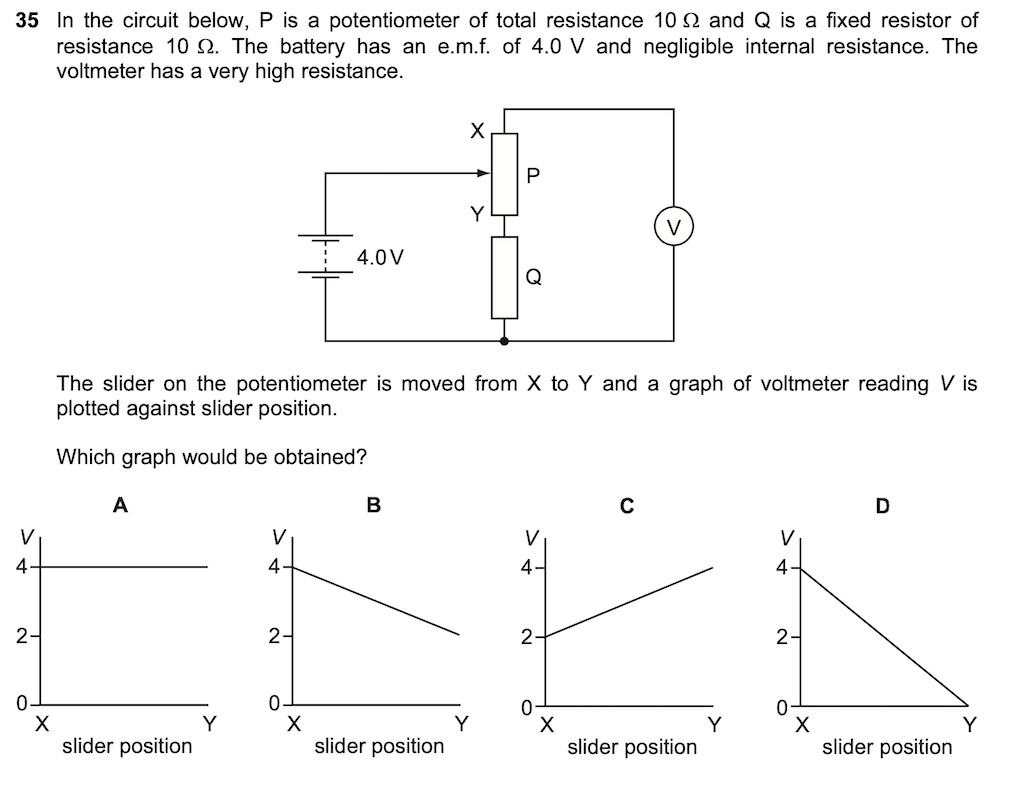 35 In the circuit below, P is a potentiometer of total resistance 10 Ω and Q is a fixed resistor of
resistance 10 Ω. The battery has an e.m.f. of 4.0 V and negligible internal resistance. The
voltmeter has a very high resistance.
X
P
Y
V
4.0 V
Q
The slider on the potentiometer is moved from X to Y and a graph of voltmeter reading V is
plotted against slider position.
Which graph would be obtained?
A B C D
V V V V
4 4 4 4
2 2 2 2
0 0 0 0
X Y X Y X Y X Y
slider position slider position slider position slider position